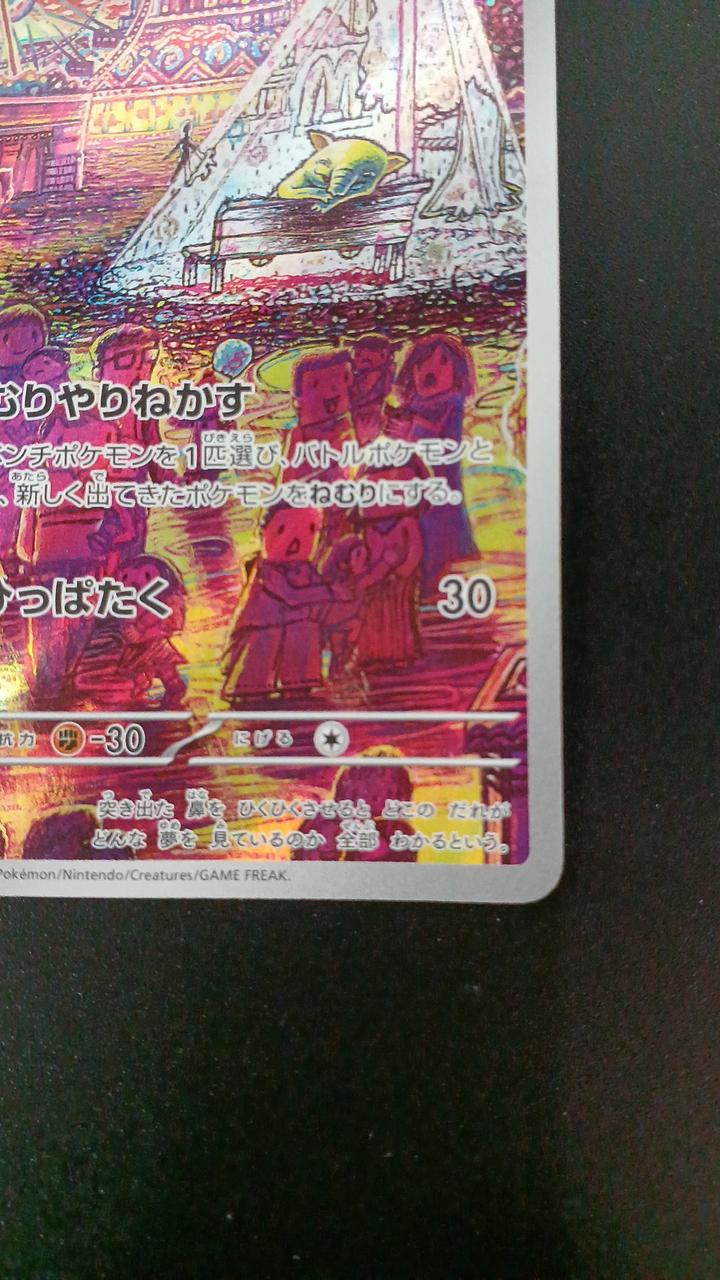 むりやりねかす
ンチポケモンを1匹選び、バトルポケモンと
、新しく出てきたポケモンをねむりにする。
ひっぱたく 30
抗力 -30 にげる
突き出た 鼻を ひくひくさせると どこの だれが
どんな 夢を 見ているのか 全部 わかるという。
Pokémon/Nintendo/Creatures/GAME FREAK.